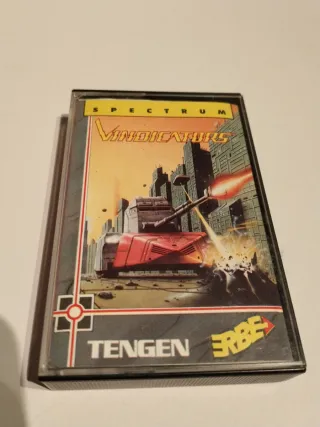 SPECTRUM
VINDICATORS
TENGEN
ERBE